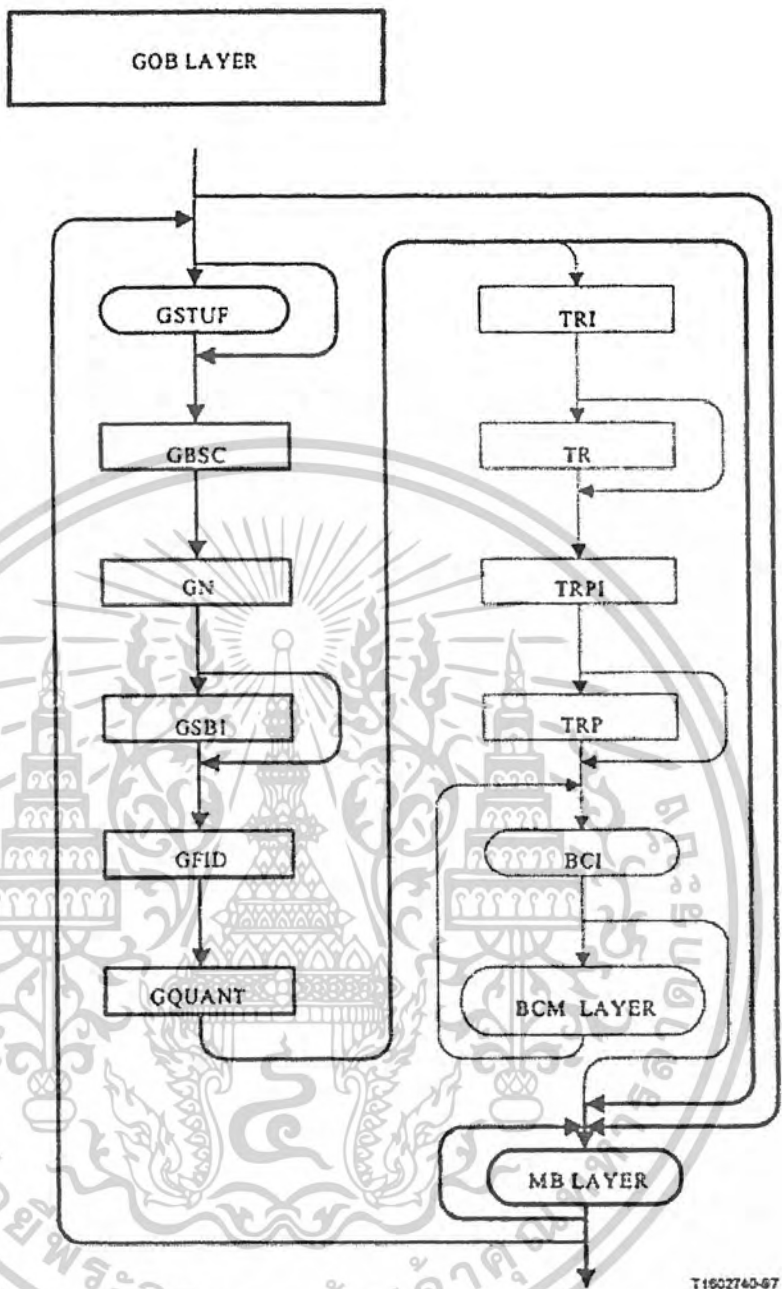 GOB LAYER
GSTUF
GBSC
GN
GSBI
GFID
GQUANT
TRI
TR
TRPI
TRP
BCI
BCM LAYER
MB LAYER
T1602740-97